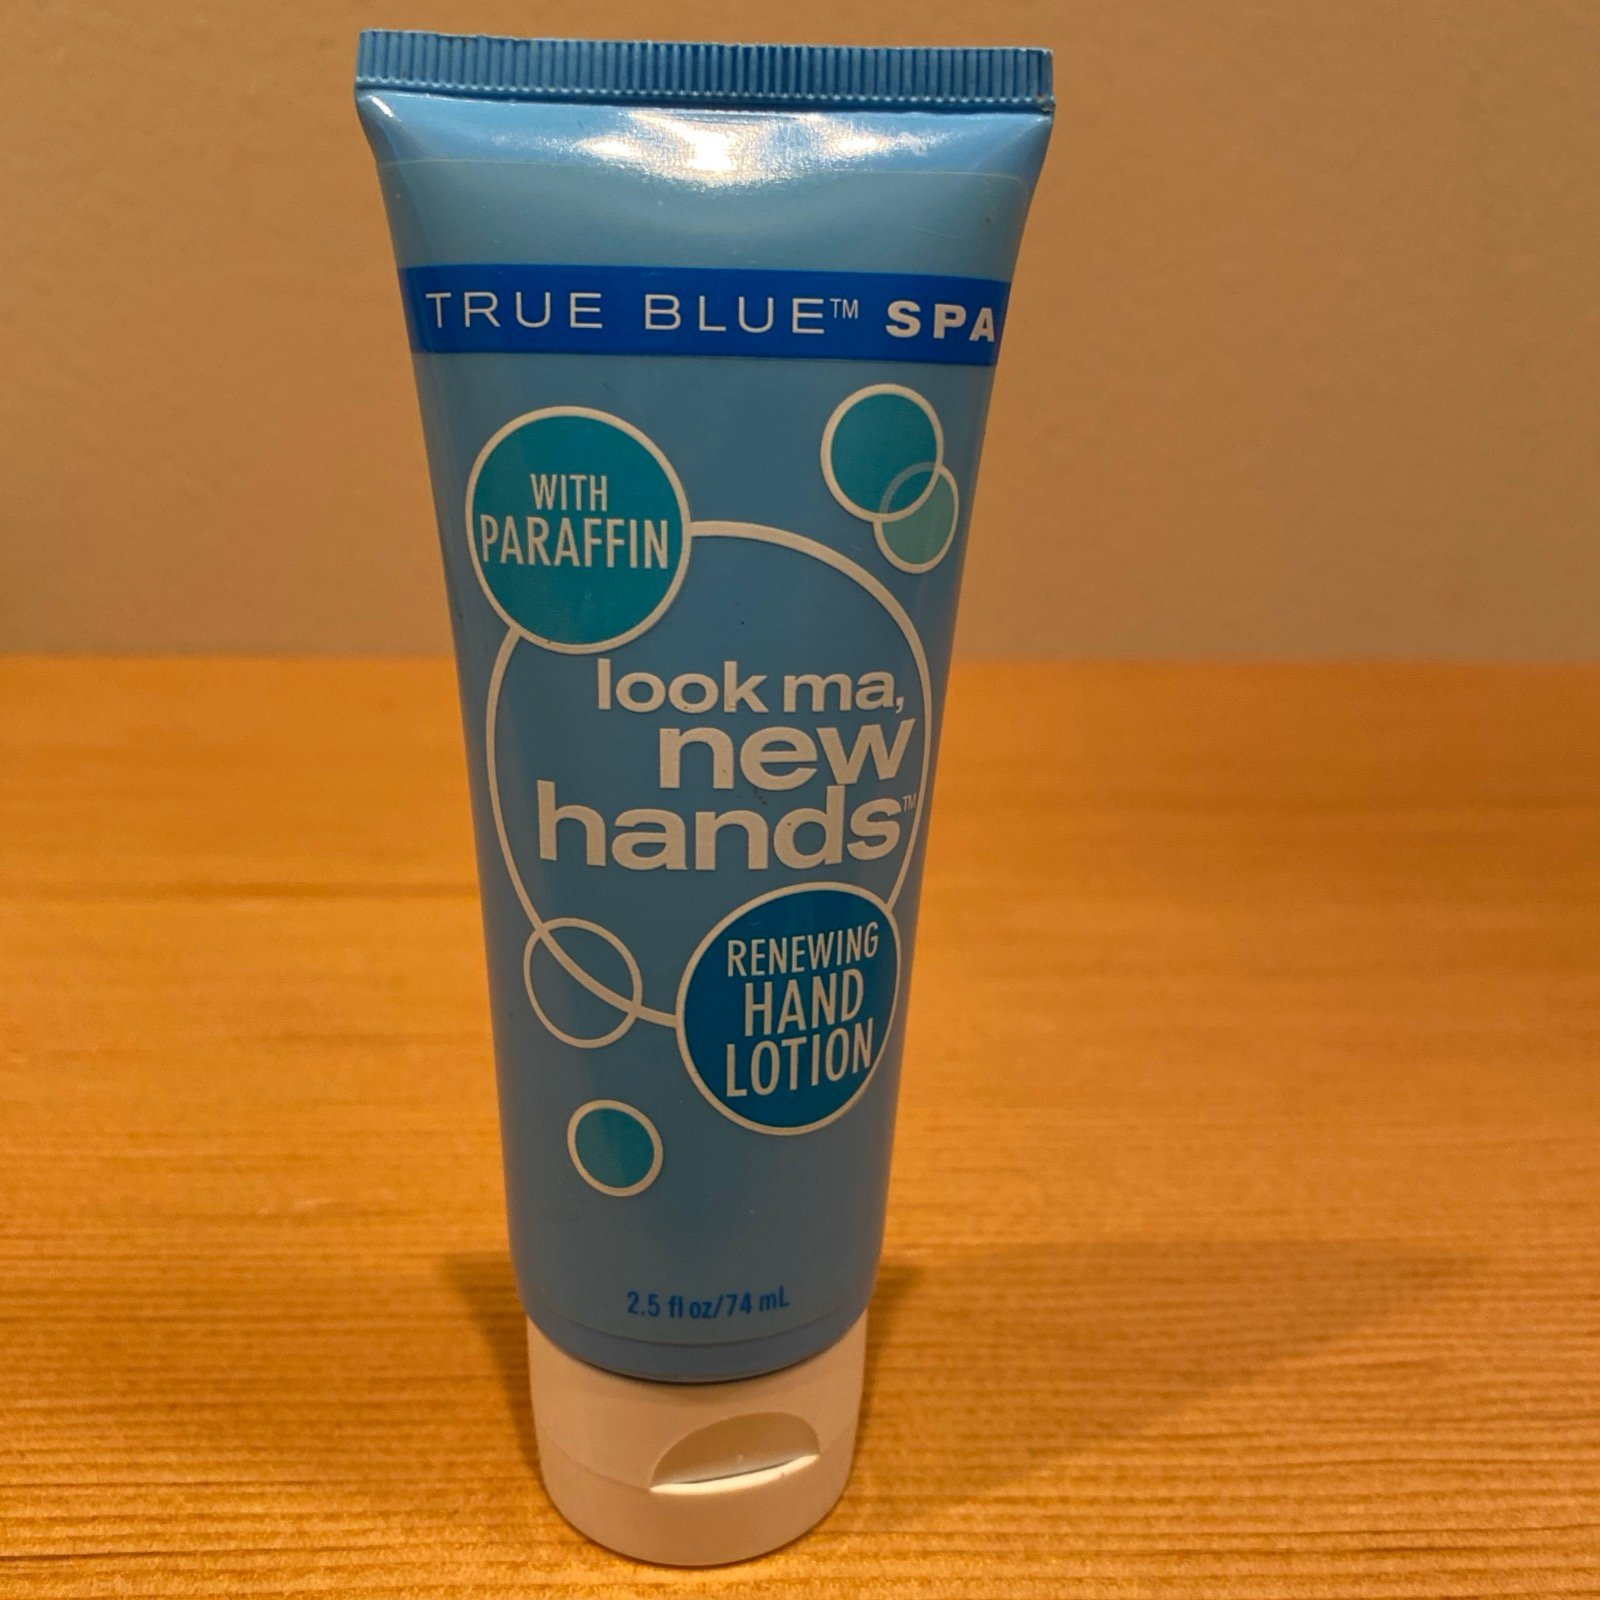 TRUE BLUE™ SPA
WITH
PARAFFIN
look ma,
new
hands™
RENEWING
HAND
LOTION
2.5 fl oz/74 mL